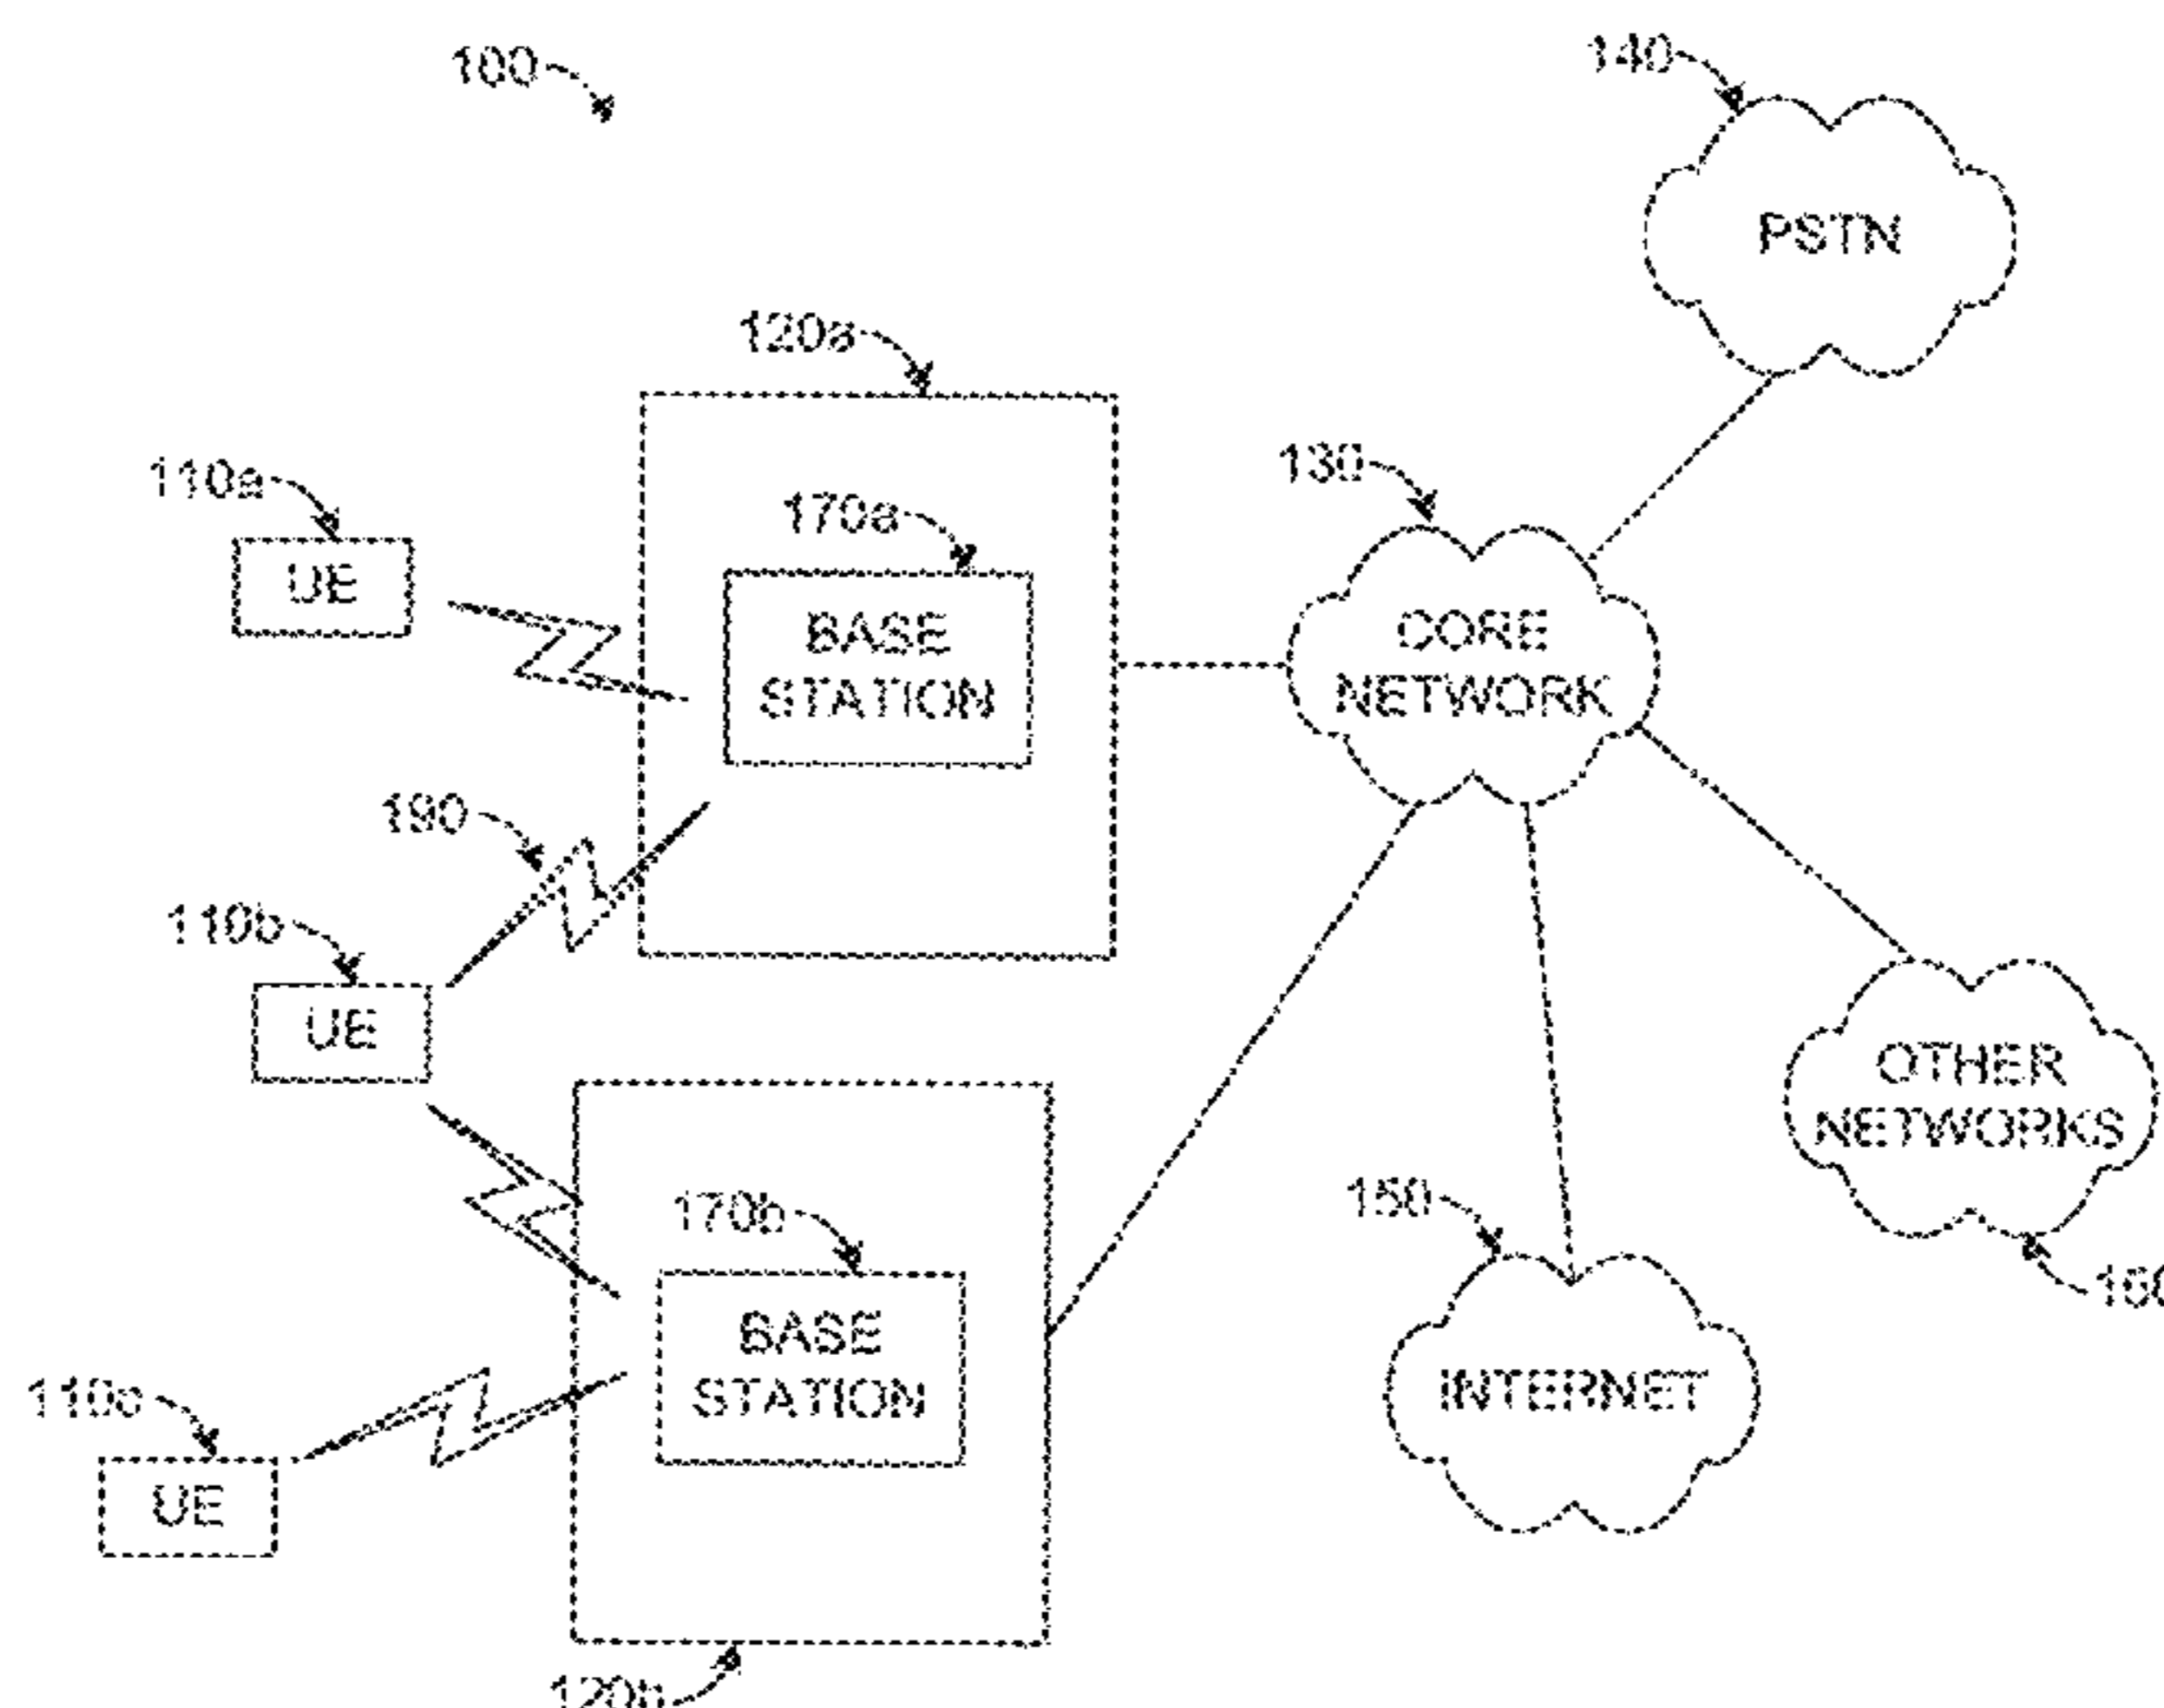 100
140
PSTN
120a
130
110a
170a
UE
BASE
STATION
CORE
NETWORK
190
110b
UE
OTHER
NETWORKS
150
170b
BASE
STATION
INTERNET
110c
UE
120b